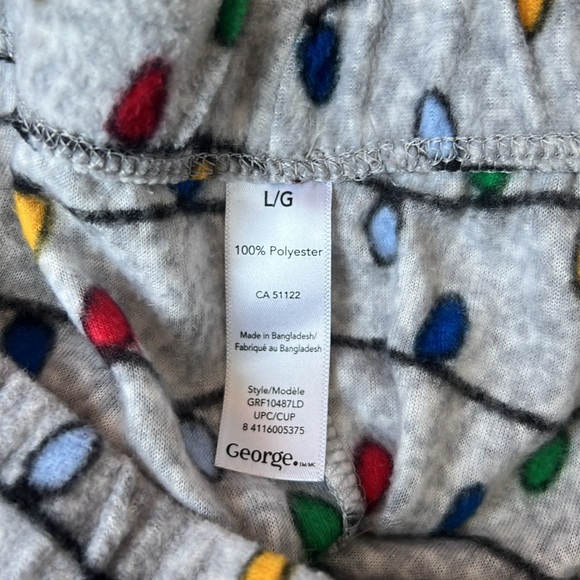 L/G
100% Polyester
CA 51122
Made in Bangladesh/
Fabriqué au Bangladesh
Style/Modèle
GRF10487LD
UPC/CUP
8 4116005375
George.